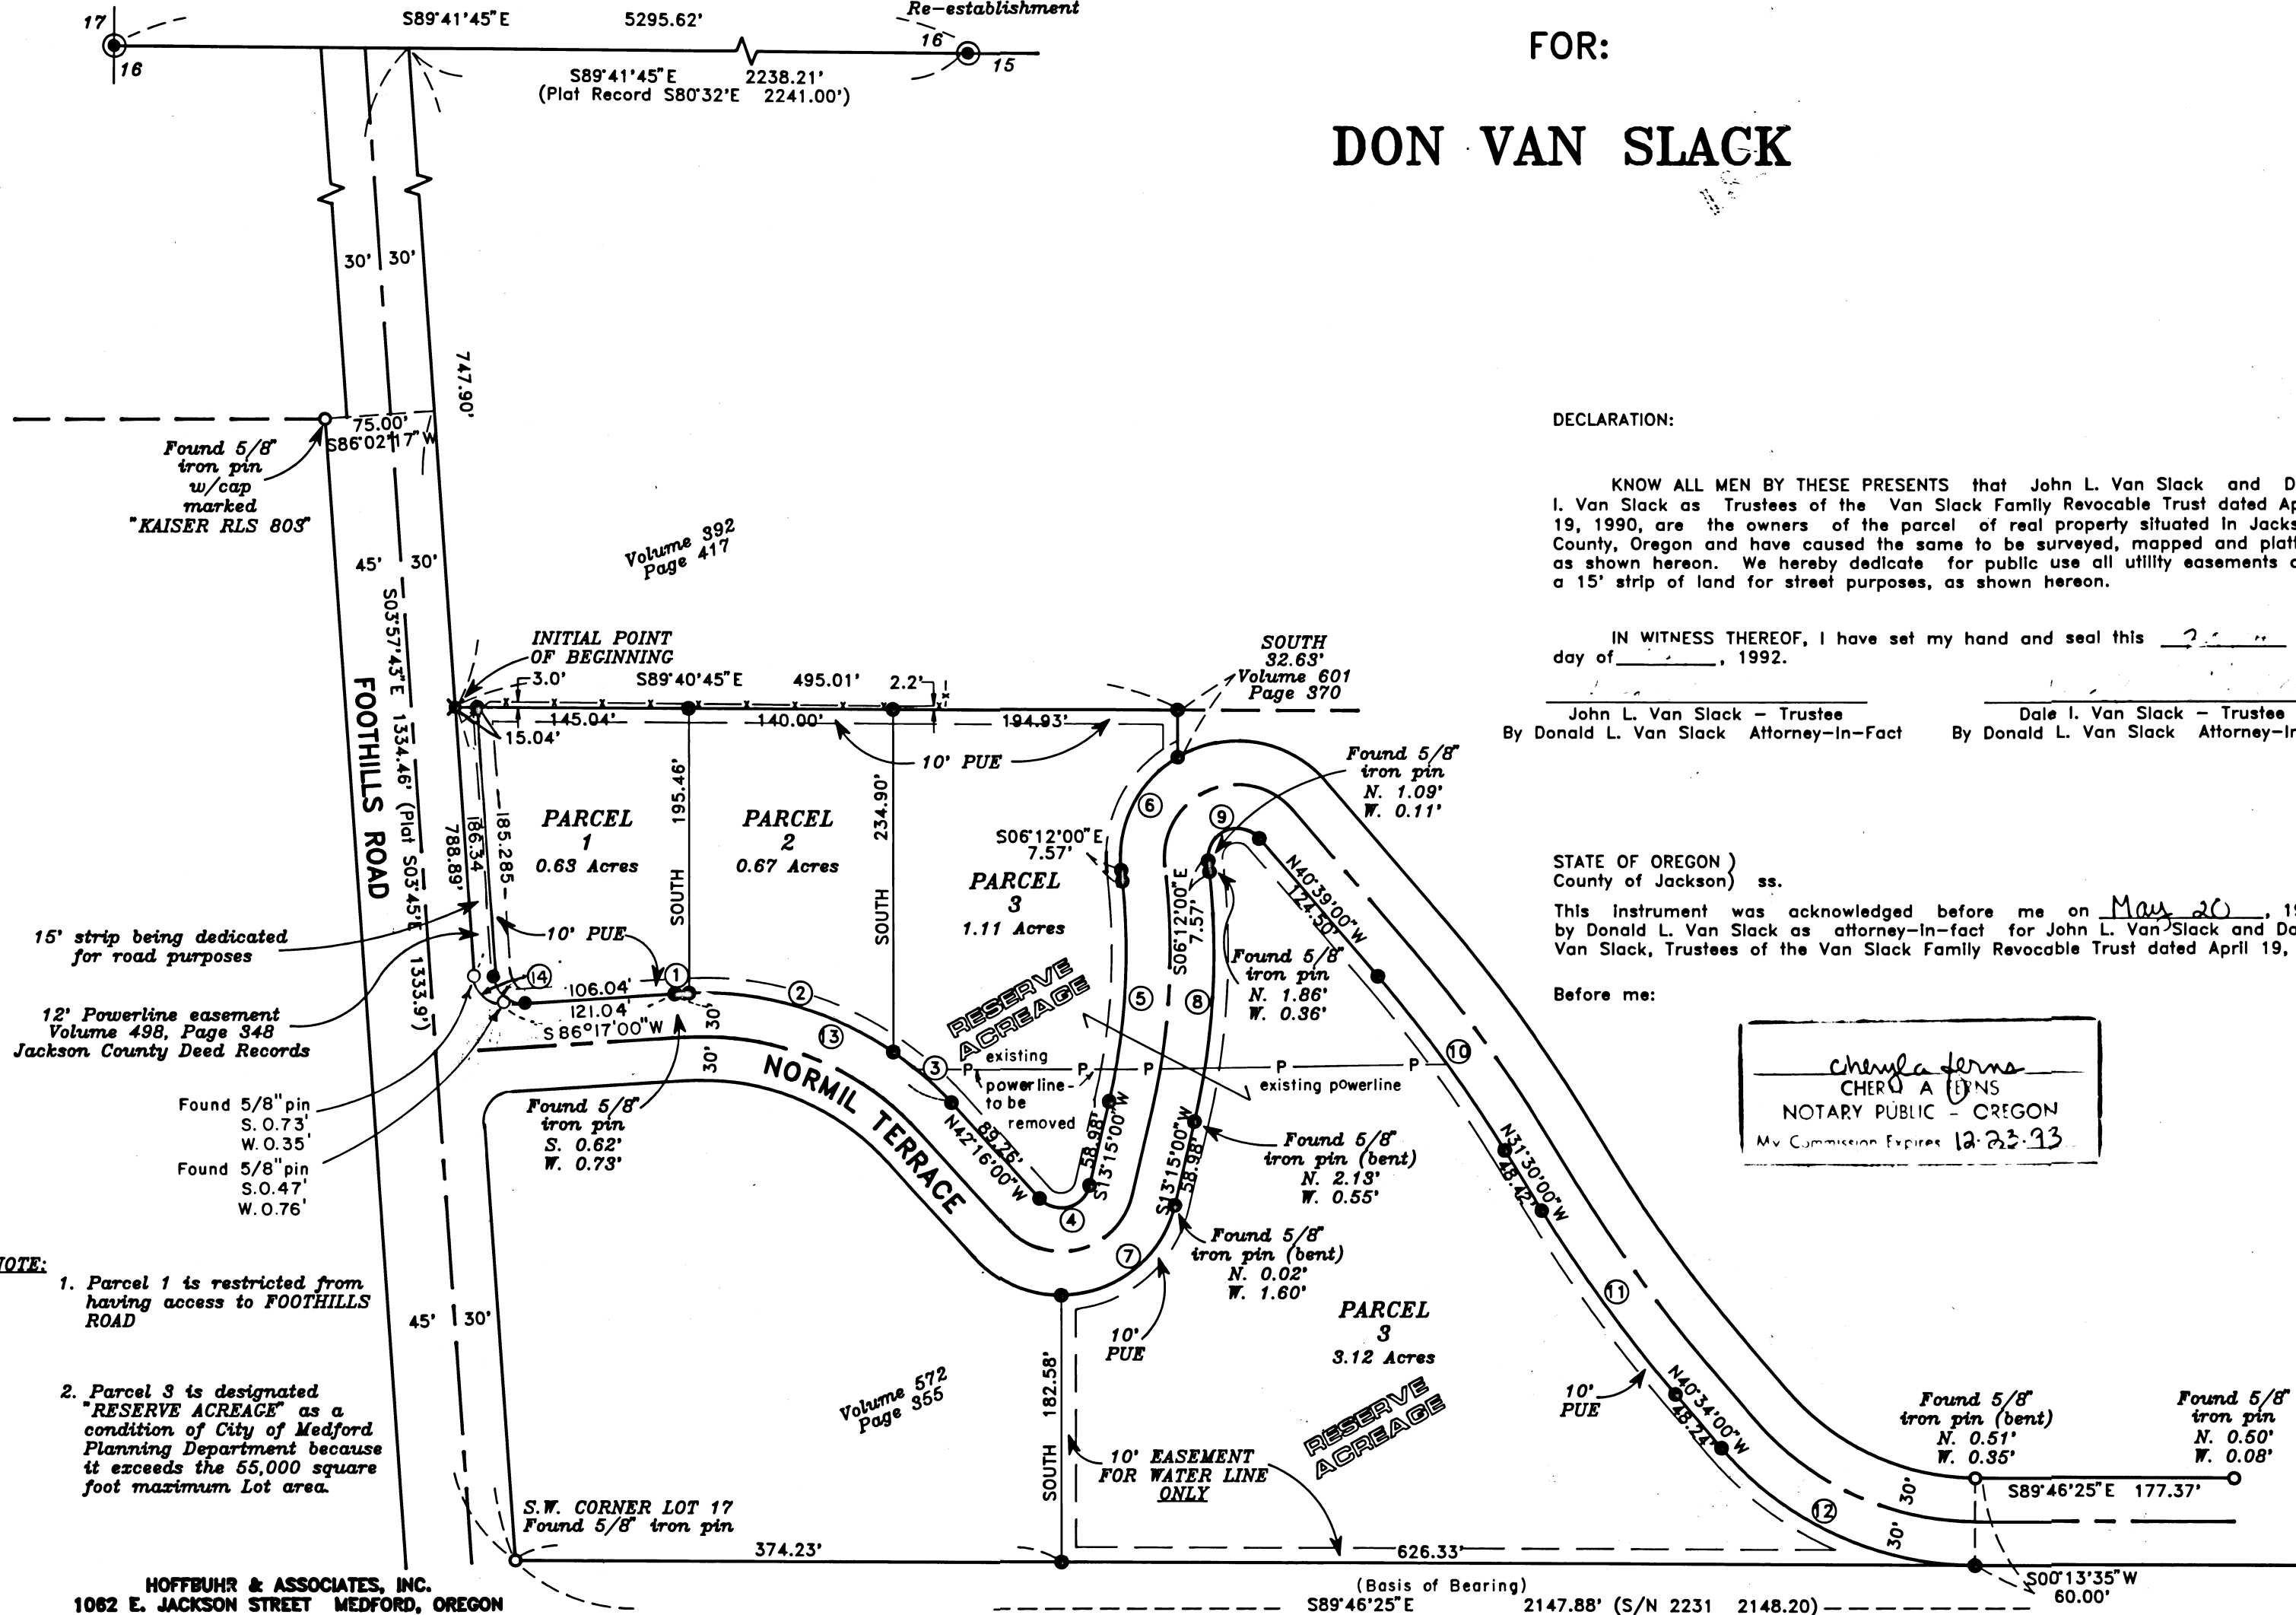 17
16
S89°41'45"E 5295.62'
Re-establishment
16
15
S89°41'45"E 2238.21'
(Plat Record S80°32'E 2241.00')
FOR:
DON VAN SLACK
30' 30'
747.90'
75.00'
S86°02'17"W
Found 5/8"
iron pin
w/cap
marked
"KAISER RLS 803"
45' 30'
Volume 392
Page 417
S03°57'43"E 1334.46' (Plat S03°45'E 1333.9')
FOOTHILLS ROAD
DECLARATION:
KNOW ALL MEN BY THESE PRESENTS that John L. Van Slack and D
I. Van Slack as Trustees of the Van Slack Family Revocable Trust dated Ap
19, 1990, are the owners of the parcel of real property situated in Jacks
County, Oregon and have caused the same to be surveyed, mapped and platt
as shown hereon. We hereby dedicate for public use all utility easements
a 15' strip of land for street purposes, as shown hereon.
IN WITNESS THEREOF, I have set my hand and seal this
day of , 1992.
John L. Van Slack – Trustee
By Donald L. Van Slack Attorney-In-Fact
Dale I. Van Slack – Trustee
By Donald L. Van Slack Attorney-In
INITIAL POINT
OF BEGINNING
3.0'
S89°40'45"E 495.01' 2.2'
145.04' 140.00' 194.93'
15.04'
10' PUE
SOUTH
32.63'
Volume 601
Page 370
Found 5/8"
iron pin
N. 1.09'
W. 0.11'
788.89'
186.34
185.285
PARCEL
1
0.63 Acres
SOUTH 195.46'
PARCEL
2
0.67 Acres
SOUTH 234.90'
PARCEL
3
1.11 Acres
RESERVE
ACREAGE
S06°12'00"E
7.57'
6
9
S06°12'00"E
7.57'
N40°39'00"W
124.50'
STATE OF OREGON )
County of Jackson) ss.
This instrument was acknowledged before me on May 20, 19
by Donald L. Van Slack as attorney-in-fact for John L. Van Slack and Da
Van Slack, Trustees of the Van Slack Family Revocable Trust dated April 19,
Before me:
Cheryl a Ferns
CHERYL A FERNS
NOTARY PUBLIC – OREGON
My Commission Expires 12-23-93
15' strip being dedicated
for road purposes
10' PUE
14
106.04'
121.04'
S86°17'00"W
1
2
30'
30'
13
3
5
8
Found 5/8"
iron pin
N. 1.86'
W. 0.36'
12' Powerline easement
Volume 498, Page 348
Jackson County Deed Records
existing
powerline-
to be
removed
P P P P P
existing powerline
10
NORMIL TERRACE
Found 5/8" pin
S. 0.73'
W. 0.35'
Found 5/8" pin
S.0.47'
W.0.76'
Found 5/8"
iron pin
S. 0.62'
W. 0.73'
N42°16'00"W
89.26'
S13°15'00"W
58.98'
S13°15'00"W
58.98'
Found 5/8"
iron pin (bent)
N. 2.13'
W. 0.55'
N31°30'00"W
48.42'
4
7
Found 5/8"
iron pin (bent)
N. 0.02'
W. 1.60'
NOTE:
1. Parcel 1 is restricted from
having access to FOOTHILLS
ROAD
45' 30'
2. Parcel 3 is designated
"RESERVE ACREAGE" as a
condition of City of Medford
Planning Department because
it exceeds the 55,000 square
foot maximum Lot area.
10'
PUE
PARCEL
3
3.12 Acres
11
Volume 572
Page 355
SOUTH 182.58'
RESERVE
ACREAGE
10'
PUE
N40°34'00"W
48.24'
Found 5/8"
iron pin (bent)
N. 0.51'
W. 0.35'
Found 5/8"
iron pin
N. 0.50'
W. 0.08'
10' EASEMENT
FOR WATER LINE
ONLY
12
30'
30'
S89°46'25"E 177.37'
S.W. CORNER LOT 17
Found 5/8" iron pin
374.23'
626.33'
HOFFBUHR & ASSOCIATES, INC.
1062 E. JACKSON STREET MEDFORD, OREGON
(Basis of Bearing)
S89°46'25"E 2147.88' (S/N 2231 2148.20)
S00°13'35"W
60.00'